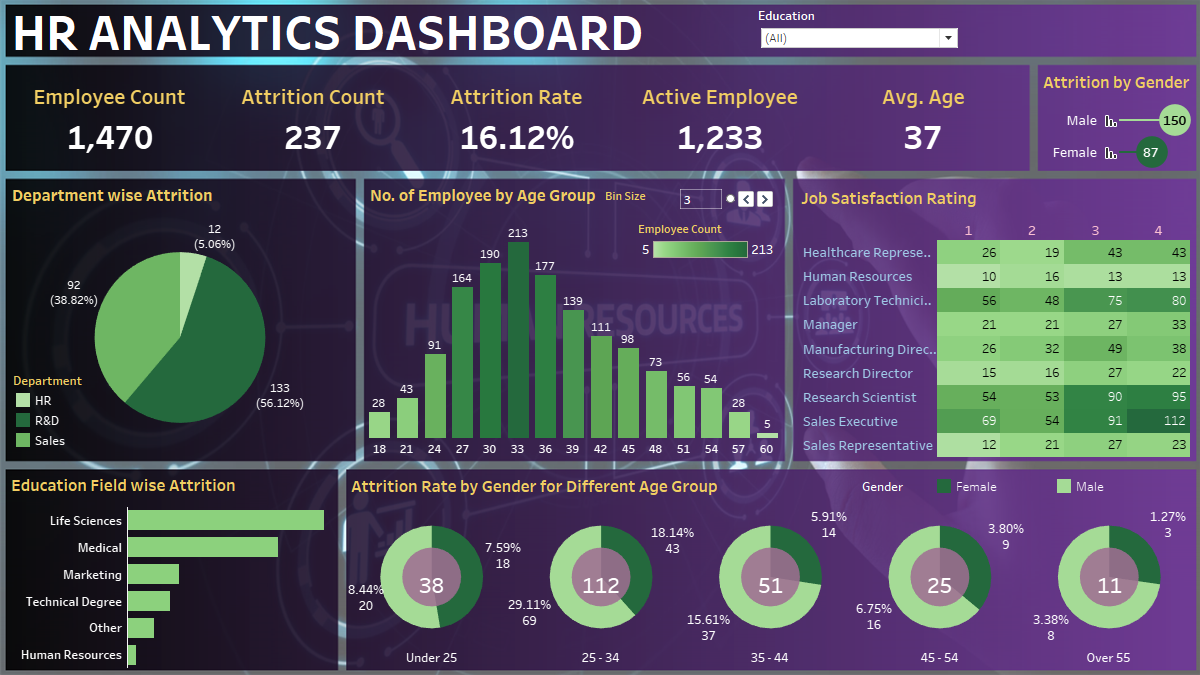 HR ANALYTICS DASHBOARD
Education
(All)
Employee Count
1,470
Attrition Count
237
Attrition Rate
16.12%
Active Employee
1,233
Avg. Age
37
Attrition by Gender
Male 150
Female 87
Department wise Attrition
12
(5.06%)
92
(38.82%)
133
(56.12%)
Department
HR
R&D
Sales
No. of Employee by Age Group
Bin Size
3
Employee Count
5 213
28 43 91 164 190 213 177 139 111 98 73 56 54 28 5
18 21 24 27 30 33 36 39 42 45 48 51 54 57 60
HUMAN RESOURCES
Job Satisfaction Rating
1 2 3 4
Healthcare Represe.. 26 19 43 43
Human Resources 10 16 13 13
Laboratory Technici.. 56 48 75 80
Manager 21 21 27 33
Manufacturing Direc.. 26 32 49 38
Research Director 15 16 27 22
Research Scientist 54 53 90 95
Sales Executive 69 54 91 112
Sales Representative 12 21 27 23
Education Field wise Attrition
Life Sciences
Medical
Marketing
Technical Degree
Other
Human Resources
Attrition Rate by Gender for Different Age Group
Gender
Female
Male
7.59%
18
8.44%
20
38
Under 25
18.14%
43
29.11%
69
112
25 - 34
5.91%
14
15.61%
37
51
35 - 44
3.80%
9
6.75%
16
25
45 - 54
1.27%
3
3.38%
8
11
Over 55